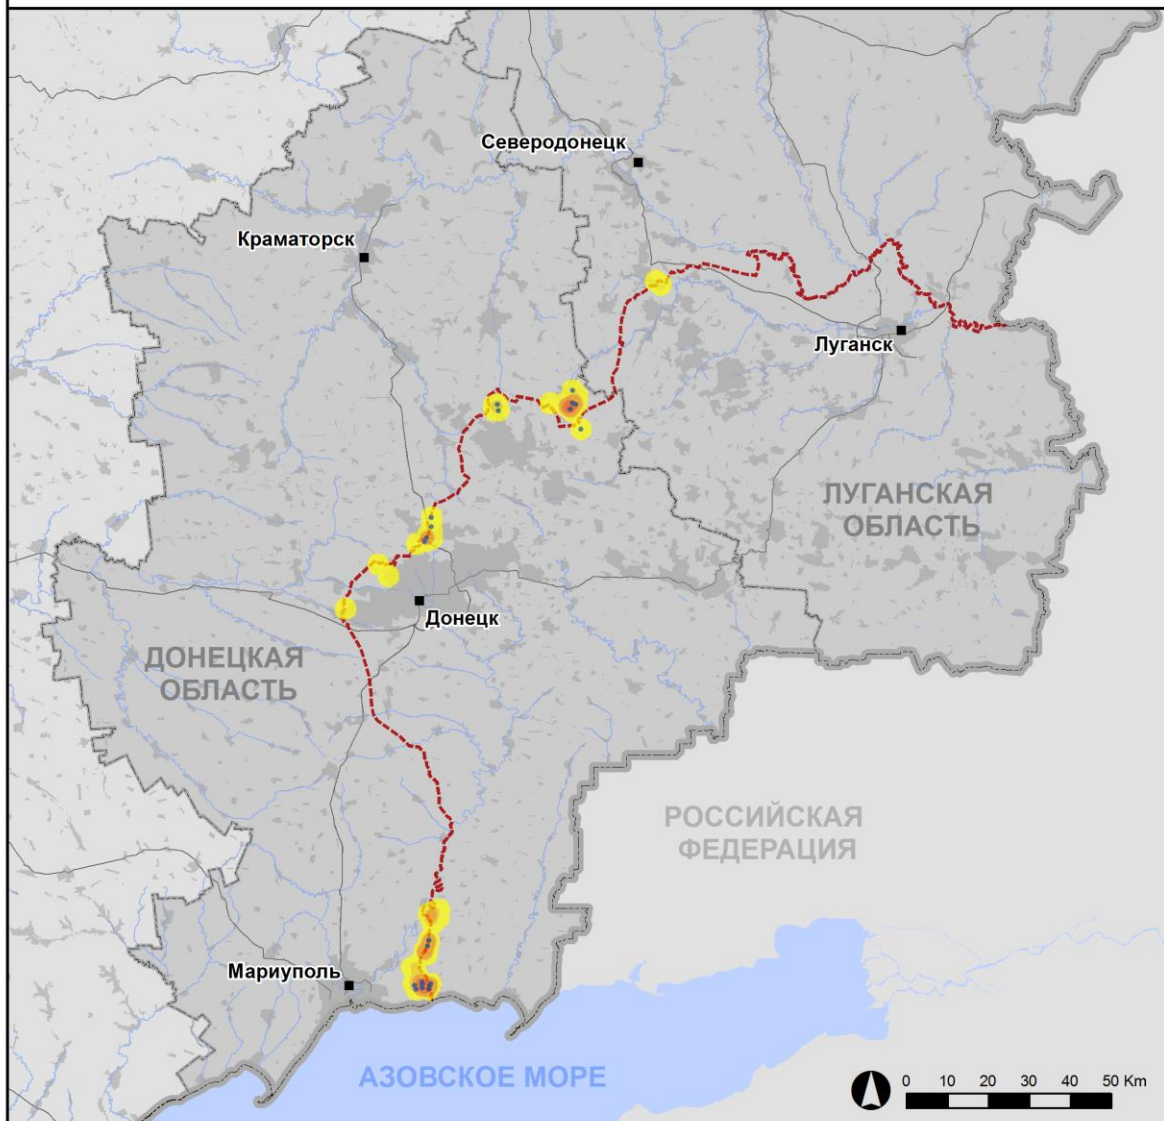 Северодонецк
Краматорск
Луганск
ЛУГАНСКАЯ
ОБЛАСТЬ
Донецк
ДОНЕЦКАЯ
ОБЛАСТЬ
РОССИЙСКАЯ
ФЕДЕРАЦИЯ
Мариуполь
АЗОВСКОЕ МОРЕ
0 10 20 30 40 50 Km